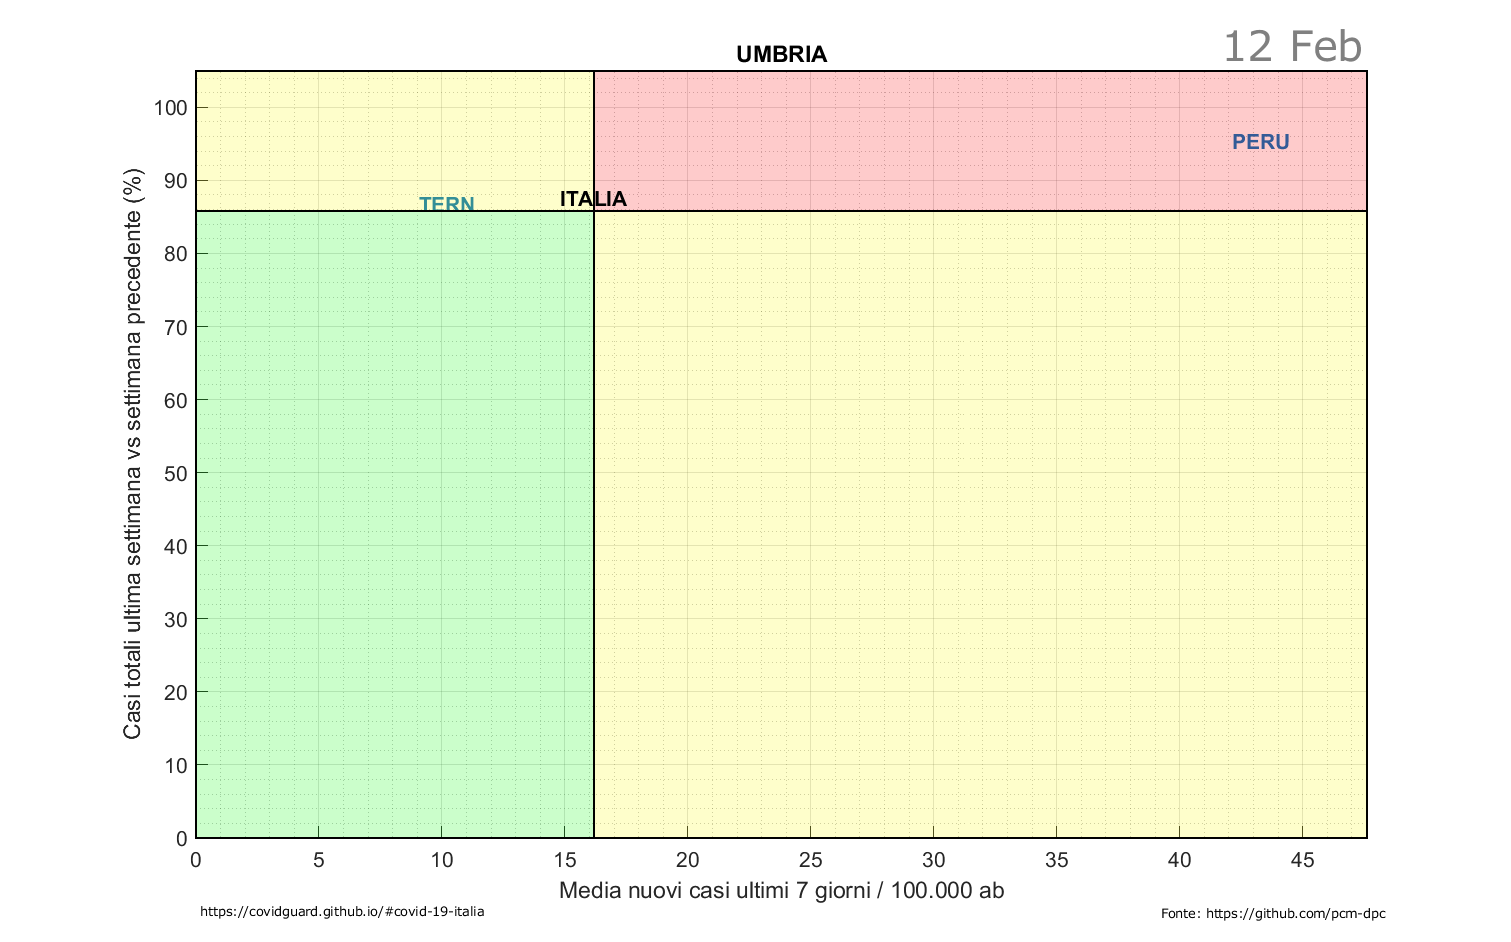 UMBRIA
12 Feb
Casi totali ultima settimana vs settimana precedente (%)
100
90
80
70
60
50
40
30
20
10
0
PERU
ITALIA
TERN
0 5 10 15 20 25 30 35 40 45
Media nuovi casi ultimi 7 giorni / 100.000 ab
https://covidguard.github.io/#covid-19-italia
Fonte: https://github.com/pcm-dpc